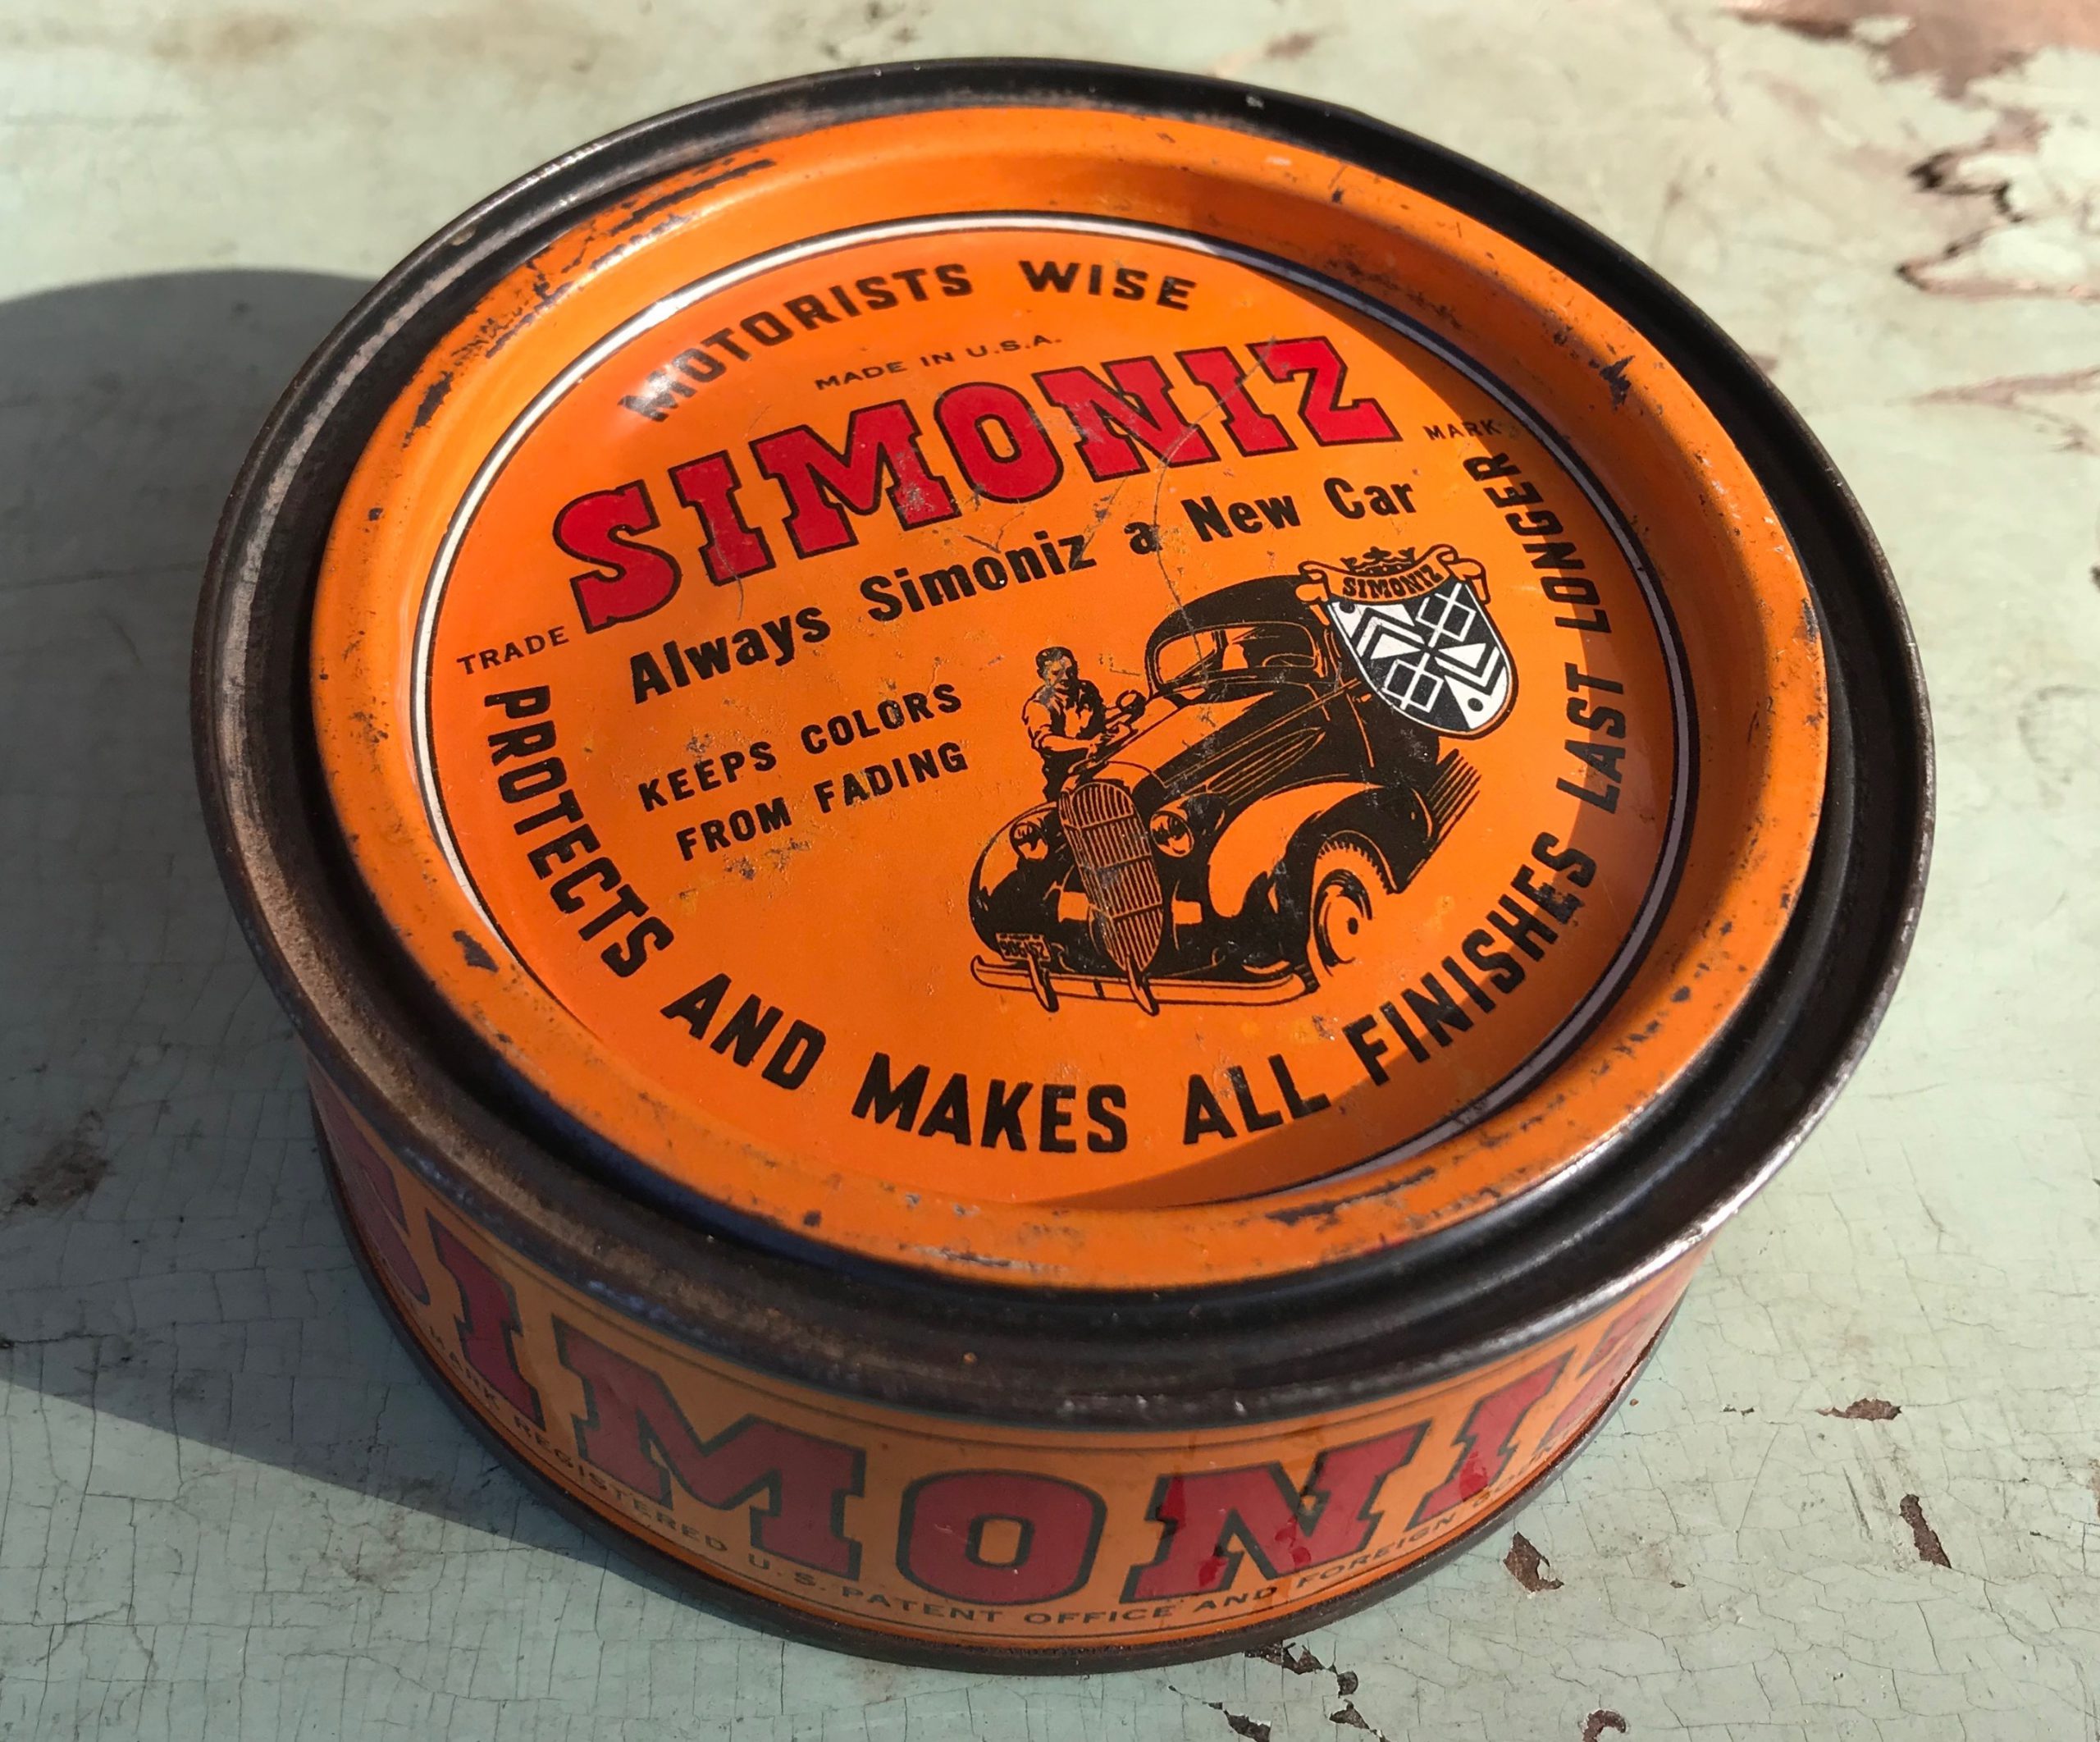 MOTORISTS WISE
MADE IN U.S.A.
SIMONIZ
TRADE MARK
Always Simoniz a New Car
SIMONIZ
KEEPS COLORS
FROM FADING
PROTECTS AND MAKES ALL FINISHES LAST LONGER
SIMONIZ
MARK REGISTERED U.S. PATENT OFFICE AND FOREIGN